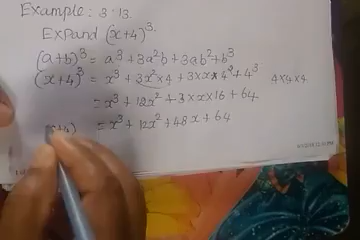 Example: 3.13.
Expand (x+4)³
(a+b)³ = a³ + 3a²b + 3ab² + b³
(x+4)³ = x³ + 3x²×4 + 3×x×4² + 4³ 4×4×4
= x³ + 12x² + 3×x×16 + 64
= x³ + 12x² + 48x + 64